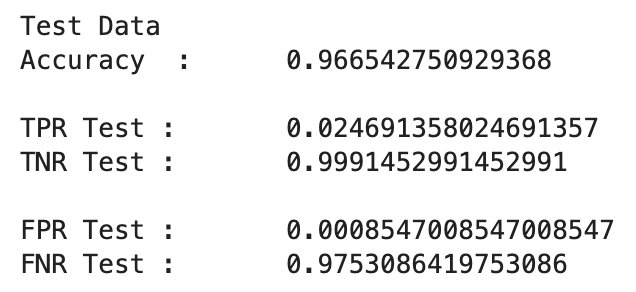 Test Data
Accuracy  :      0.966542750929368
TPR Test :       0.024691358024691357
TNR Test :       0.9991452991452991
FPR Test :       0.0008547008547008547
FNR Test :       0.9753086419753086